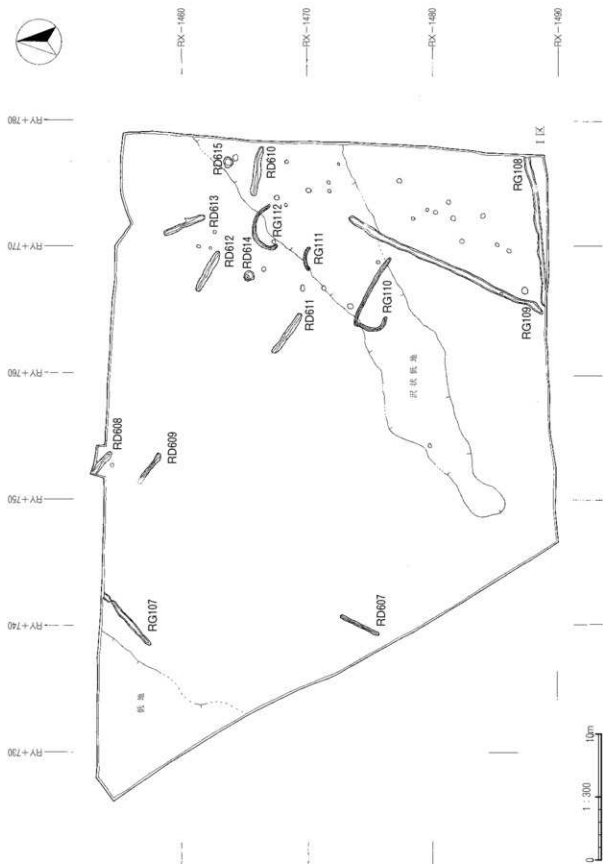 RX-1460
RX-1470
RX-1480
RX-1490
RY+780
RY+770
RY+760
RY+750
RY+740
RY+730
I区
RD615
RD610
RD613
RD612
RD614
RG112
RG111
RD611
RG110
RG108
RG109
沢状低地
RD608
RD609
RG107
RD607
低地
0
1:300
10m